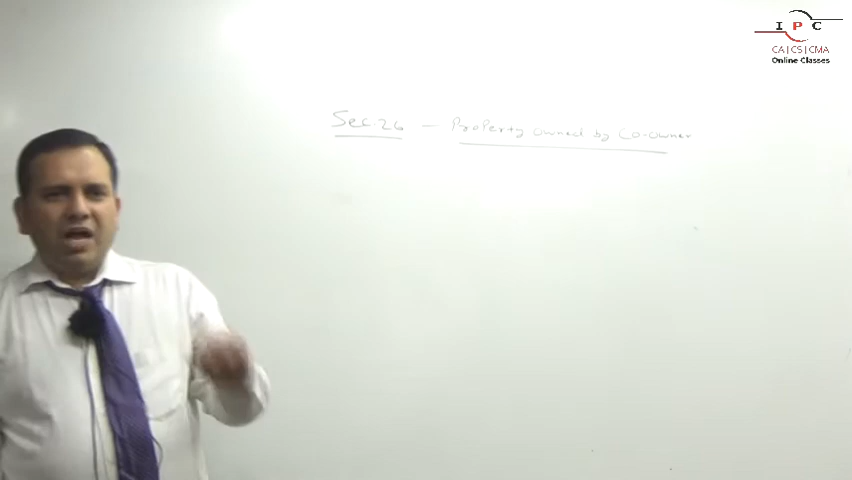 I P C
CA|CS|CMA
Online Classes
Sec-26 - Property owned by Co-owner